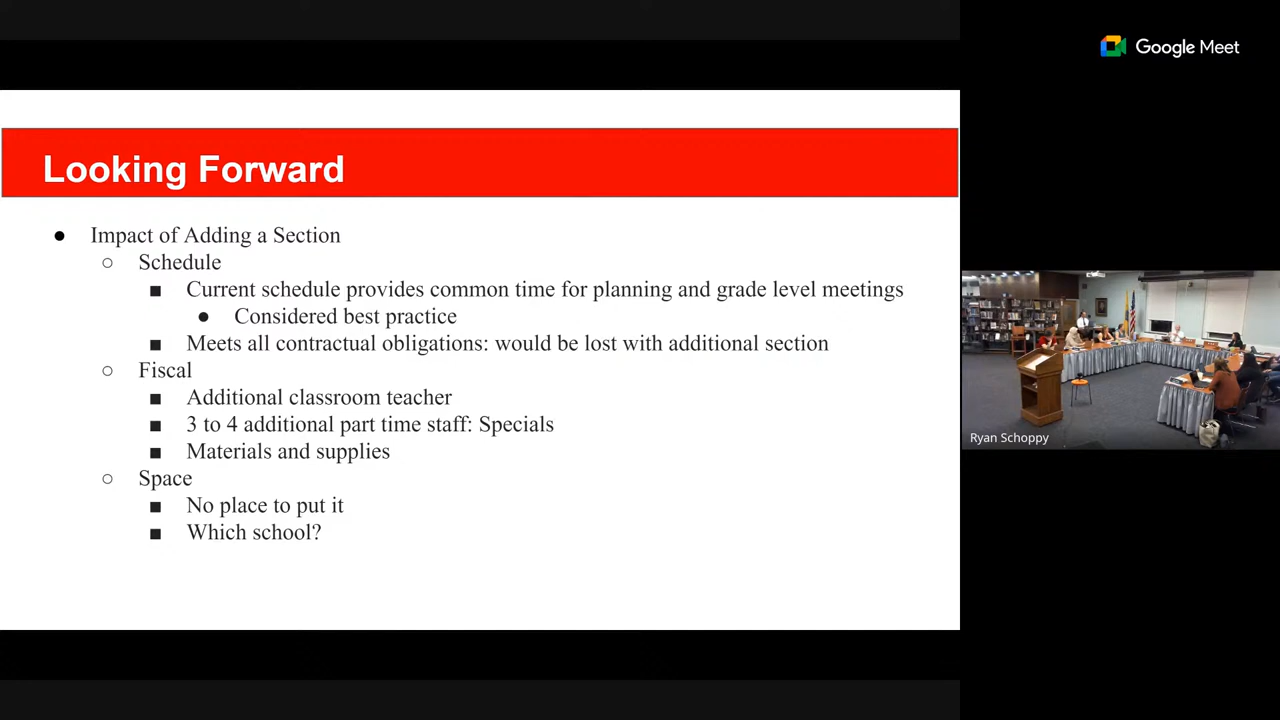 Google Meet
Looking Forward
● Impact of Adding a Section
○ Schedule
■ Current schedule provides common time for planning and grade level meetings
● Considered best practice
■ Meets all contractual obligations: would be lost with additional section
○ Fiscal
■ Additional classroom teacher
■ 3 to 4 additional part time staff: Specials
■ Materials and supplies
○ Space
■ No place to put it
■ Which school?
Ryan Schoppy